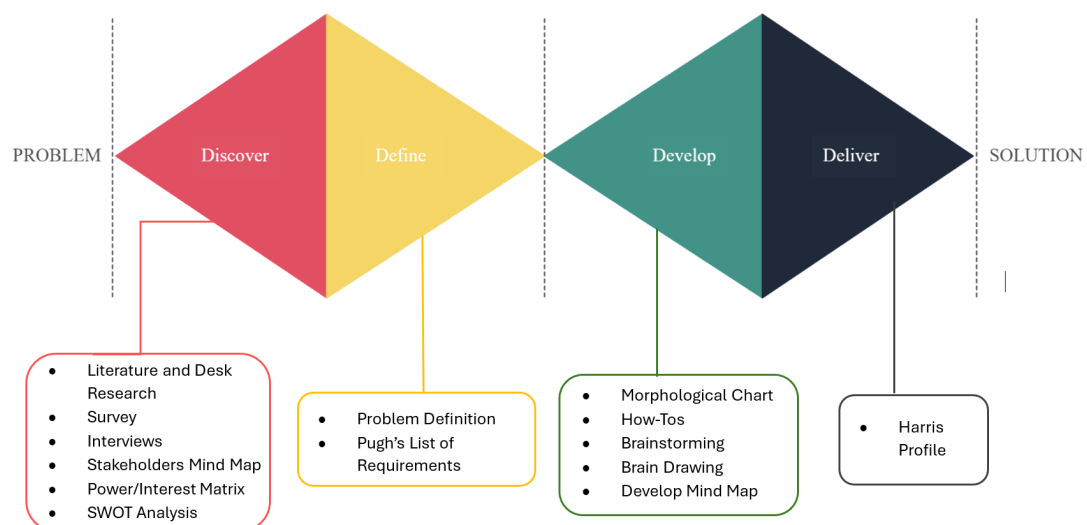 PROBLEM
Discover
Define
Develop
Deliver
SOLUTION
• Literature and Desk
Research
• Survey
• Interviews
• Stakeholders Mind Map
• Power/Interest Matrix
• SWOT Analysis
• Problem Definition
• Pugh’s List of
Requirements
• Morphological Chart
• How-Tos
• Brainstorming
• Brain Drawing
• Develop Mind Map
• Harris
Profile